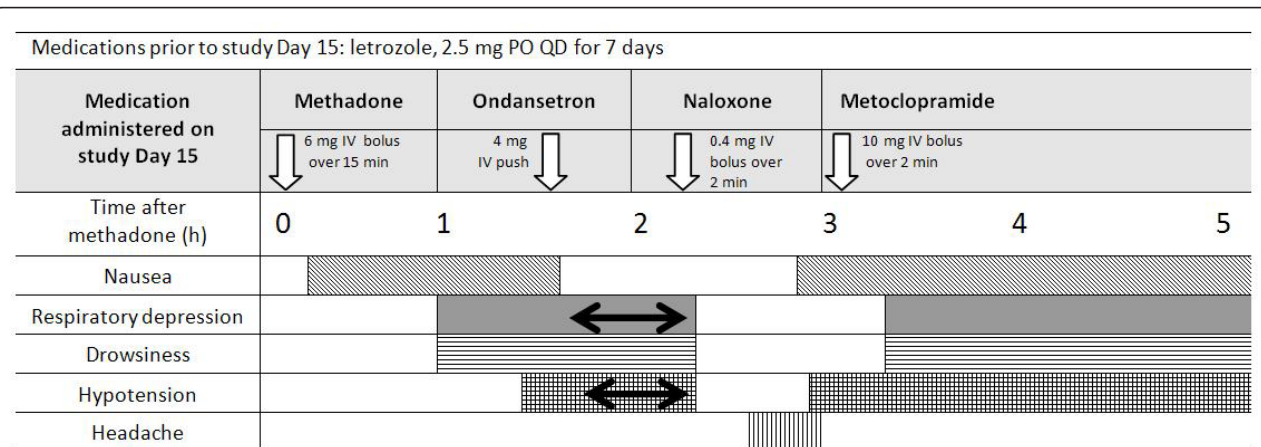 Medications prior to study Day 15: letrozole, 2.5 mg PO QD for 7 days
Medication
administered on
study Day 15
Methadone
Ondansetron
Naloxone
Metoclopramide
6 mg IV bolus
over 15 min
4 mg
IV push
0.4 mg IV
bolus over
2 min
10 mg IV bolus
over 2 min
Time after
methadone (h)
0 1 2 3 4 5
Nausea
Respiratory depression
Drowsiness
Hypotension
Headache